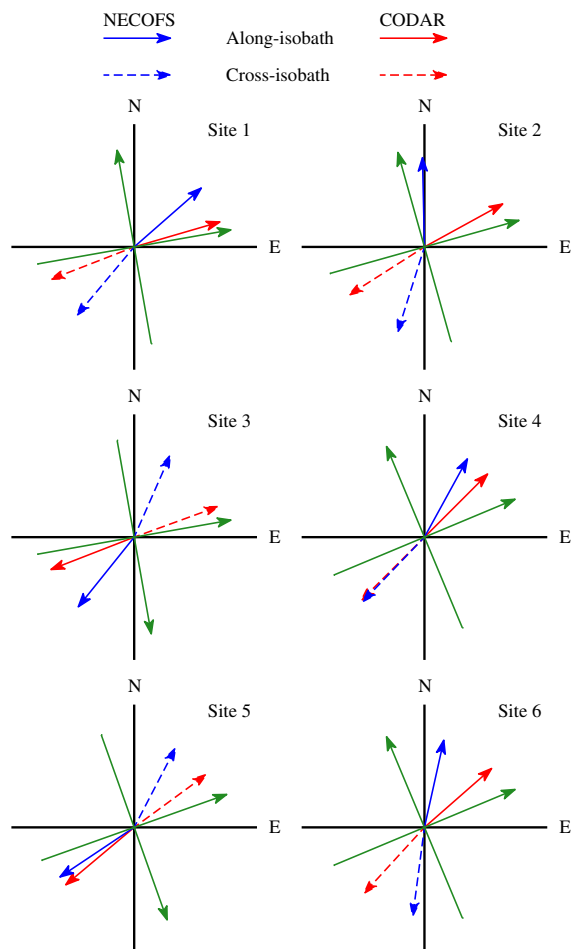 NECOFS CODAR
Along-isobath
Cross-isobath
N N
Site 1 Site 2
E E
N N
Site 3 Site 4
E E
N N
Site 5 Site 6
E E